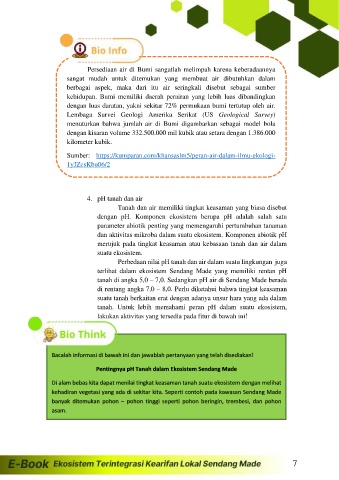 Bio Info
Persediaan air di Bumi sangatlah melimpah karena keberadaannya
sangat mudah untuk ditemukan yang membuat air dibutuhkan dalam
berbagai aspek, maka dari itu air seringkali disebut sebagai sumber
kehidupan. Bumi memiliki daerah perairan yang lebih luas dibandingkan
dengan luas daratan, yakni sekitar 72% permukaan bumi tertutup oleh air.
Lembaga Survei Geologi Amerika Serikat (US Geological Survey)
menuturkan bahwa jumlah air di Bumi digambarkan sebagai model bola
dengan kisaran volume 332.500.000 mil kubik atau setara dengan 1.386.000
kilometer kubik.
Sumber: https://kumparan.com/khansaslm5/peran-air-dalam-ilmu-ekologi-
4. pH tanah dan air
Tanah dan air memiliki tingkat keasaman yang biasa disebut
dengan pH. Komponen ekosistem berupa pH adalah salah satu
parameter abiotik penting yang memengaruhi pertumbuhan tanaman
dan aktivitas mikroba dalam suatu ekosistem. Komponen abiotik pH
merujuk pada tingkat keasaman atau kebasaan tanah dan air dalam
suatu ekosistem.
Perbedaan nilai pH tanah dan air dalam suatu lingkungan juga
terlihat dalam ekosistem Sendang Made yang memiliki rentan pH
tanah di angka 5,0 – 7,0. Sedangkan pH air di Sendang Made berada
di rentang angka 7,0 – 8,0. Perlu diketahui bahwa tingkat keasaman
suatu tanah berkaitan erat dengan adanya unsur hara yang ada dalam
tanah. Untuk lebih memahami peran pH dalam suatu ekosistem,
lakukan aktivitas yang tersedia pada fitur di bawah ini!
Bio Think
Bacalah informasi di bawah ini dan jawablah pertanyaan yang telah disediakan!
Pentingnya pH Tanah dalam Ekosistem Sendang Made
Di alam bebas kita dapat menilai tingkat keasaman tanah suatu ekosistem dengan melihat
kehadiran vegetasi yang ada di sekitar kita. Seperti contoh pada kawasan Sendang Made
banyak ditemukan pohon – pohon tinggi seperti pohon beringin, trembesi, dan pohon
asam.
E-Book Ekosistem Terintegrasi Kearifan Lokal Sendang Made 7